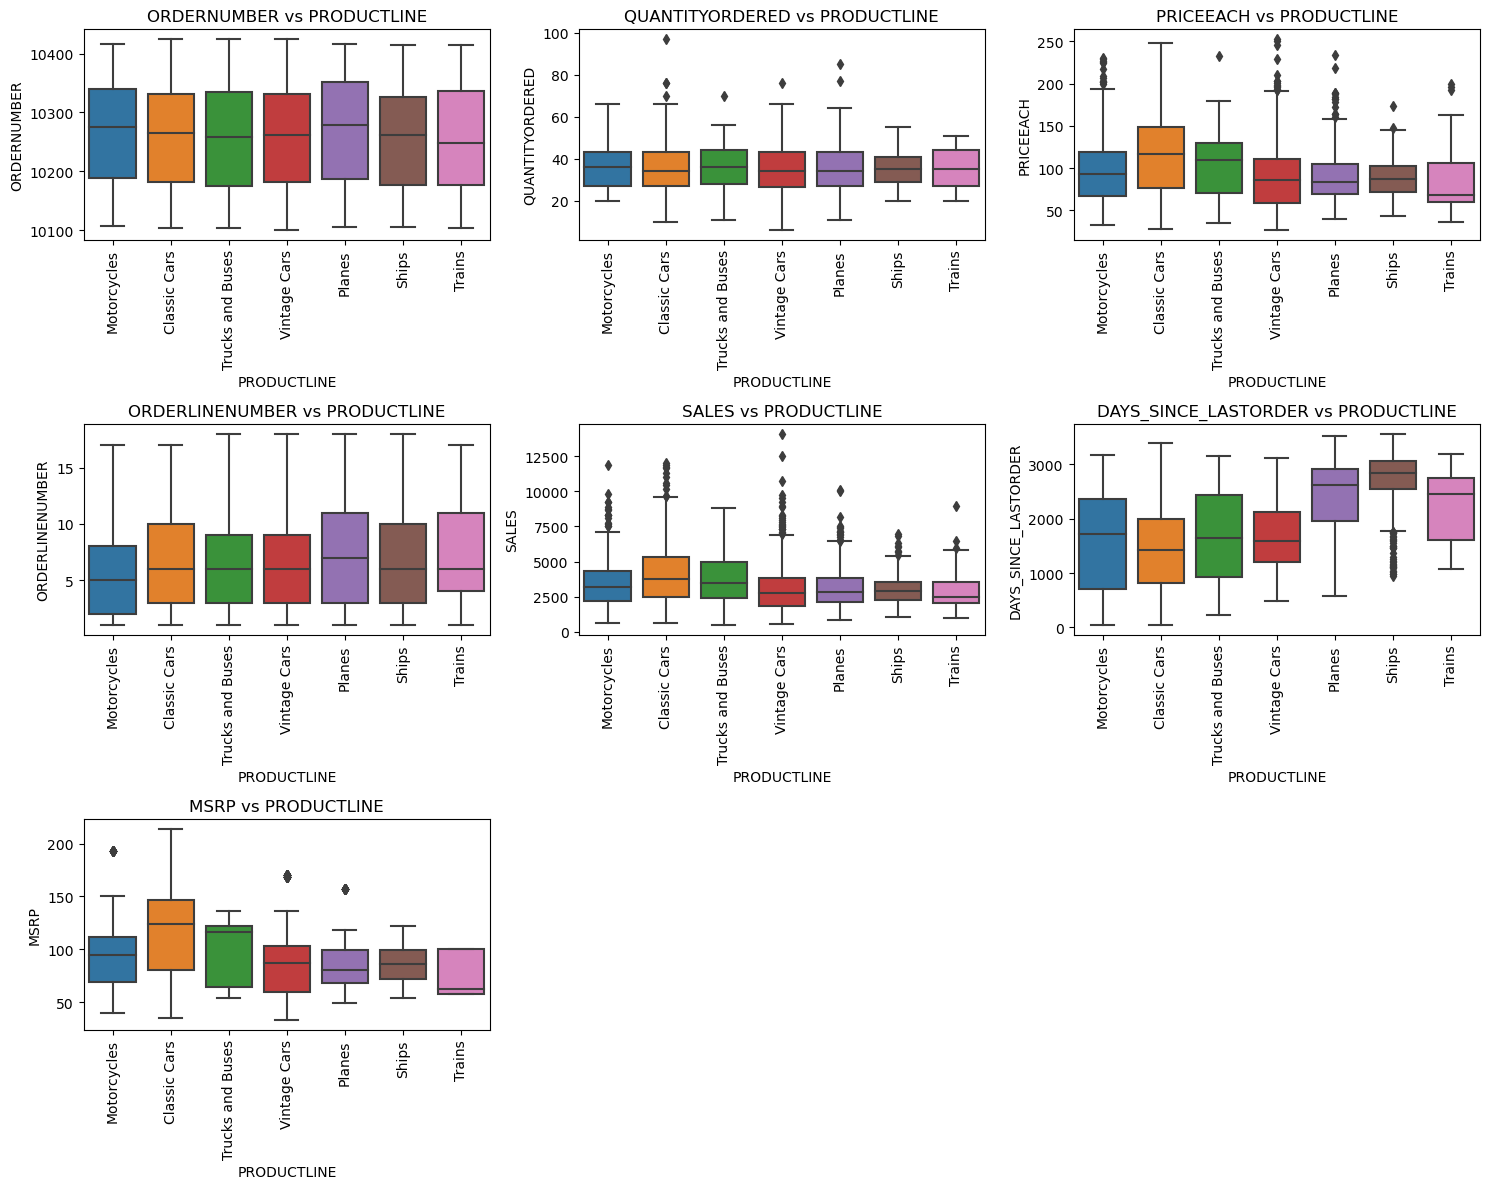 ORDERNUMBER vs PRODUCTLINE
ORDERNUMBER
10400
10300
10200
10100
Motorcycles
Classic Cars
Trucks and Buses
Vintage Cars
Planes
Ships
Trains
PRODUCTLINE
QUANTITYORDERED vs PRODUCTLINE
QUANTITYORDERED
100
80
60
40
20
Motorcycles
Classic Cars
Trucks and Buses
Vintage Cars
Planes
Ships
Trains
PRODUCTLINE
PRICEEACH vs PRODUCTLINE
PRICEEACH
250
200
150
100
50
Motorcycles
Classic Cars
Trucks and Buses
Vintage Cars
Planes
Ships
Trains
PRODUCTLINE
ORDERLINENUMBER vs PRODUCTLINE
ORDERLINENUMBER
15
10
5
Motorcycles
Classic Cars
Trucks and Buses
Vintage Cars
Planes
Ships
Trains
PRODUCTLINE
SALES vs PRODUCTLINE
SALES
12500
10000
7500
5000
2500
0
Motorcycles
Classic Cars
Trucks and Buses
Vintage Cars
Planes
Ships
Trains
PRODUCTLINE
DAYS_SINCE_LASTORDER vs PRODUCTLINE
DAYS_SINCE_LASTORDER
3000
2000
1000
0
Motorcycles
Classic Cars
Trucks and Buses
Vintage Cars
Planes
Ships
Trains
PRODUCTLINE
MSRP vs PRODUCTLINE
MSRP
200
150
100
50
Motorcycles
Classic Cars
Trucks and Buses
Vintage Cars
Planes
Ships
Trains
PRODUCTLINE